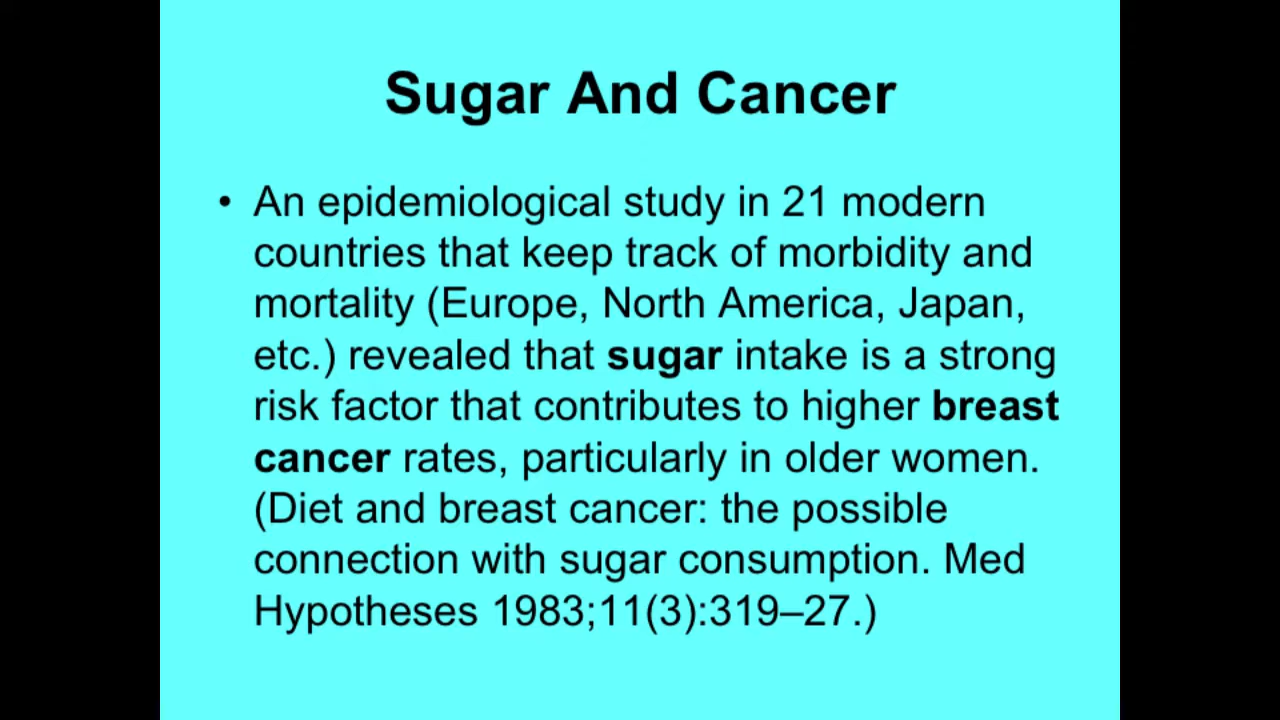 Sugar And Cancer
• An epidemiological study in 21 modern
countries that keep track of morbidity and
mortality (Europe, North America, Japan,
etc.) revealed that sugar intake is a strong
risk factor that contributes to higher breast
cancer rates, particularly in older women.
(Diet and breast cancer: the possible
connection with sugar consumption. Med
Hypotheses 1983;11(3):319–27.)